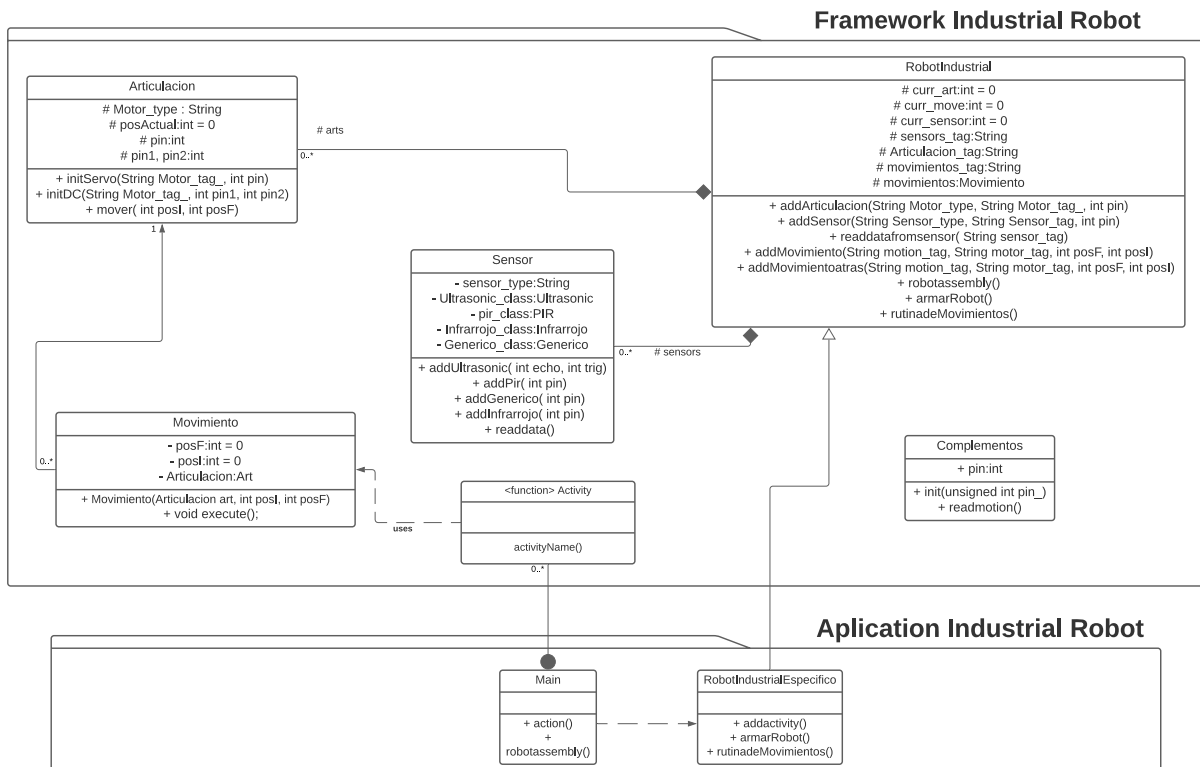 Framework Industrial Robot
Articulacion
# Motor_type : String
# posActual:int = 0
# pin:int
# pin1, pin2:int
+ initServo(String Motor_tag_, int pin)
+ initDC(String Motor_tag_, int pin1, int pin2)
+ mover( int posI, int posF)
# arts
0..*
1
RobotIndustrial
# curr_art:int = 0
# curr_move:int = 0
# curr_sensor:int = 0
# sensors_tag:String
# Articulacion_tag:String
# movimientos_tag:String
# movimientos:Movimiento
+ addArticulacion(String Motor_type, String Motor_tag_, int pin)
+ addSensor(String Sensor_type, String Sensor_tag, int pin)
+ readdatafromsensor( String sensor_tag)
+ addMovimiento(String motion_tag, String motor_tag, int posF, int posI)
+ addMovimientoatras(String motion_tag, String motor_tag, int posF, int posI)
+ robotassembly()
+ armarRobot()
+ rutinadeMovimientos()
Sensor
- sensor_type:String
- Ultrasonic_class:Ultrasonic
- pir_class:PIR
- Infrarrojo_class:Infrarrojo
- Generico_class:Generico
+ addUltrasonic( int echo, int trig)
+ addPir( int pin)
+ addGenerico( int pin)
+ addInfrarrojo( int pin)
+ readdata()
0..*
# sensors
Movimiento
- posF:int = 0
- posI:int = 0
- Articulacion:Art
+ Movimiento(Articulacion art, int posI, int posF)
+ void execute();
0..*
uses
<function> Activity
activityName()
0..*
Complementos
+ pin:int
+ init(unsigned int pin_)
+ readmotion()
Aplication Industrial Robot
Main
+ action()
+
robotassembly()
RobotIndustrialEspecifico
+ addactivity()
+ armarRobot()
+ rutinadeMovimientos()